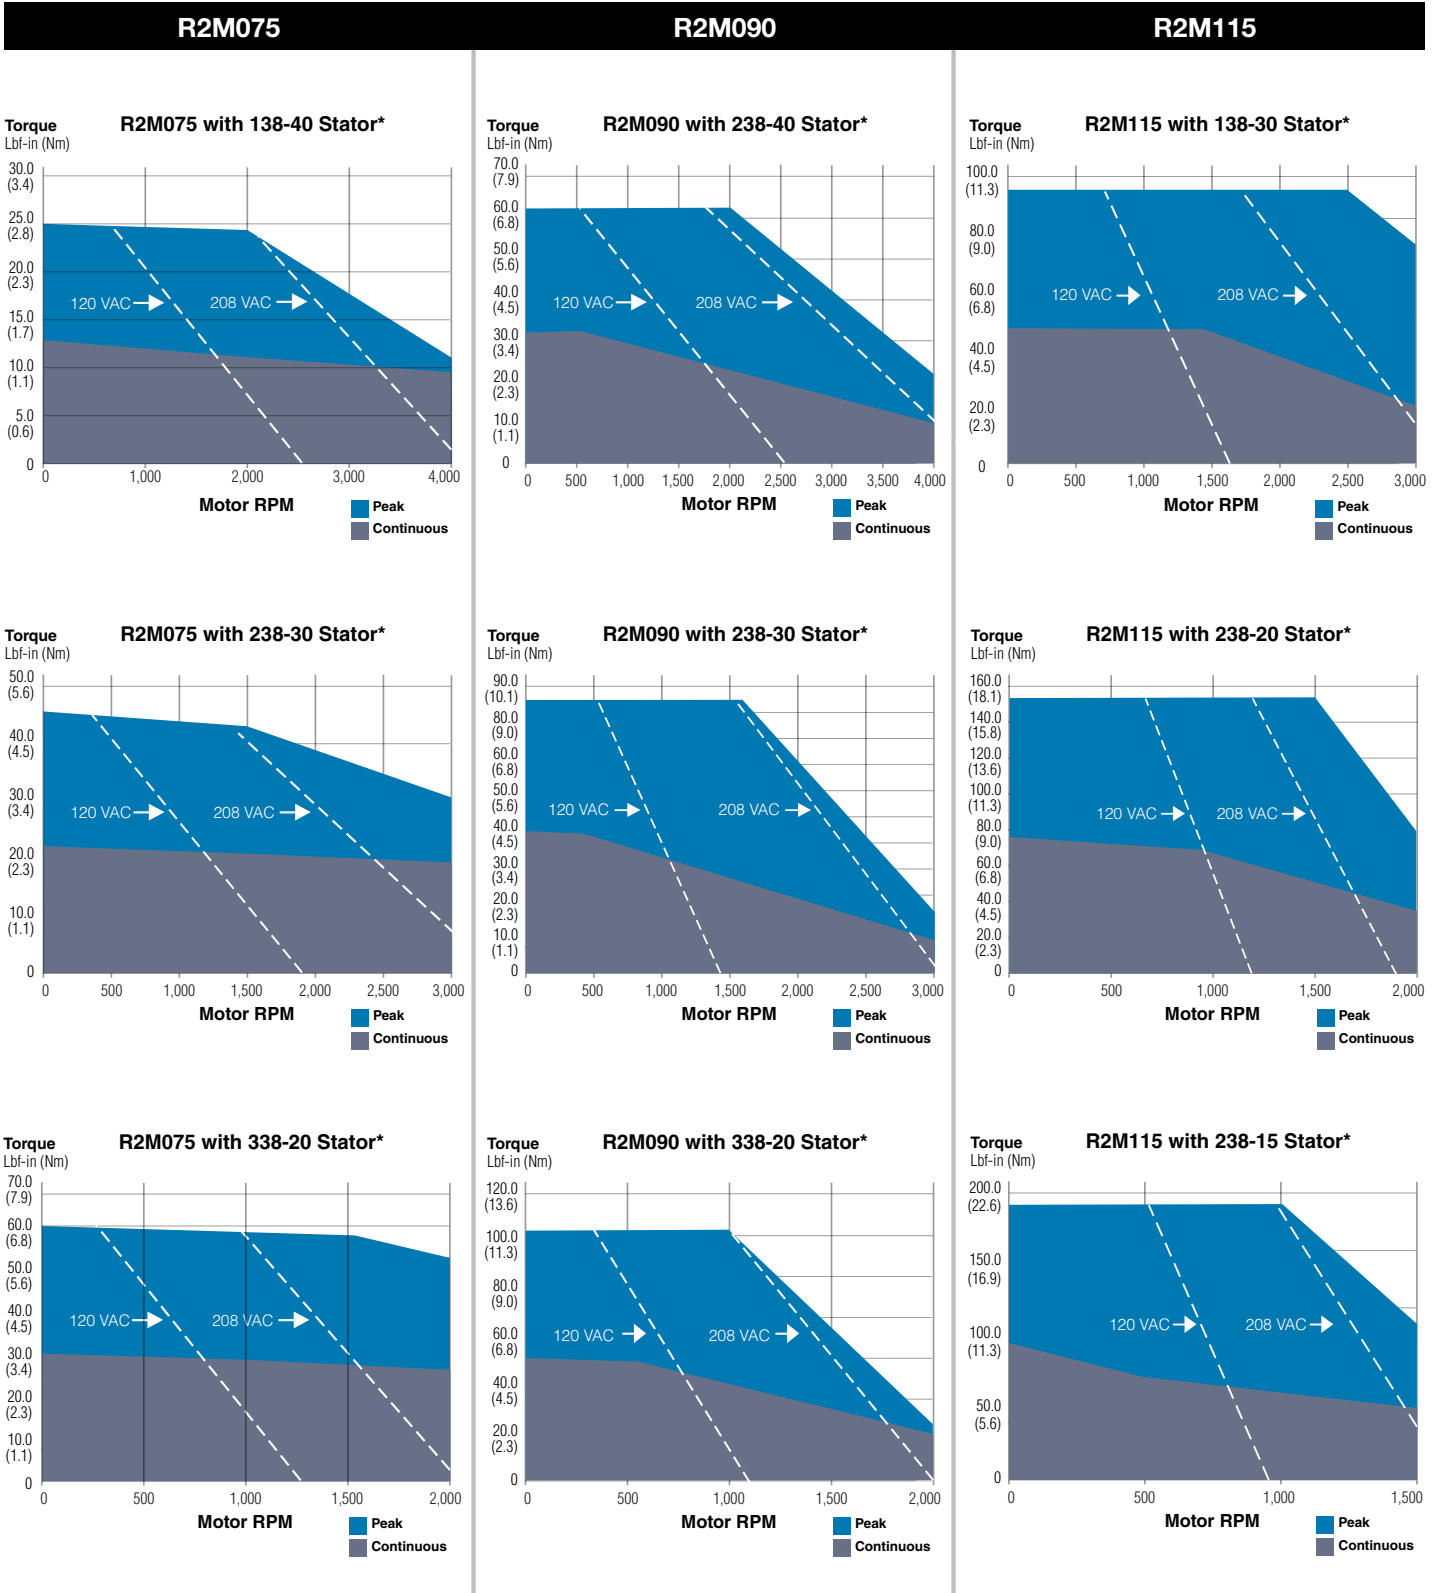 R2M075
R2M090
R2M115
R2M075 with 138-40 Stator*
Torque
Lbf-in (Nm)
30.0
(3.4)
25.0
(2.8)
20.0
(2.3)
15.0
(1.7)
10.0
(1.1)
5.0
(0.6)
0
120 VAC
208 VAC
0 1,000 2,000 3,000 4,000
Motor RPM
Peak
Continuous
R2M090 with 238-40 Stator*
Torque
Lbf-in (Nm)
70.0
(7.9)
60.0
(6.8)
50.0
(5.6)
40.0
(4.5)
30.0
(3.4)
20.0
(2.3)
10.0
(1.1)
0
120 VAC
208 VAC
0 500 1,000 1,500 2,000 2,500 3,000 3,500 4,000
Motor RPM
Peak
Continuous
R2M115 with 138-30 Stator*
Torque
Lbf-in (Nm)
100.0
(11.3)
80.0
(9.0)
60.0
(6.8)
40.0
(4.5)
20.0
(2.3)
0
120 VAC
208 VAC
0 500 1,000 1,500 2,000 2,500 3,000
Motor RPM
Peak
Continuous
R2M075 with 238-30 Stator*
Torque
Lbf-in (Nm)
50.0
(5.6)
40.0
(4.5)
30.0
(3.4)
20.0
(2.3)
10.0
(1.1)
0
120 VAC
208 VAC
0 500 1,000 1,500 2,000 2,500 3,000
Motor RPM
Peak
Continuous
R2M090 with 238-30 Stator*
Torque
Lbf-in (Nm)
90.0
(10.1)
80.0
(9.0)
60.0
(6.8)
50.0
(5.6)
40.0
(4.5)
30.0
(3.4)
20.0
(2.3)
10.0
(1.1)
0
120 VAC
208 VAC
0 500 1,000 1,500 2,000 2,500 3,000
Motor RPM
Peak
Continuous
R2M115 with 238-20 Stator*
Torque
Lbf-in (Nm)
160.0
(18.1)
140.0
(15.8)
120.0
(13.6)
100.0
(11.3)
80.0
(9.0)
60.0
(6.8)
40.0
(4.5)
20.0
(2.3)
0
120 VAC
208 VAC
0 500 1,000 1,500 2,000
Motor RPM
Peak
Continuous
R2M075 with 338-20 Stator*
Torque
Lbf-in (Nm)
70.0
(7.9)
60.0
(6.8)
50.0
(5.6)
40.0
(4.5)
30.0
(3.4)
20.0
(2.3)
10.0
(1.1)
0
120 VAC
208 VAC
0 500 1,000 1,500 2,000
Motor RPM
Peak
Continuous
R2M090 with 338-20 Stator*
Torque
Lbf-in (Nm)
120.0
(13.6)
100.0
(11.3)
80.0
(9.0)
60.0
(6.8)
40.0
(4.5)
20.0
(2.3)
0
120 VAC
208 VAC
0 500 1,000 1,500 2,000
Motor RPM
Peak
Continuous
R2M115 with 238-15 Stator*
Torque
Lbf-in (Nm)
200.0
(22.6)
150.0
(16.9)
100.0
(11.3)
50.0
(5.6)
0
120 VAC
208 VAC
0 500 1,000 1,500
Motor RPM
Peak
Continuous